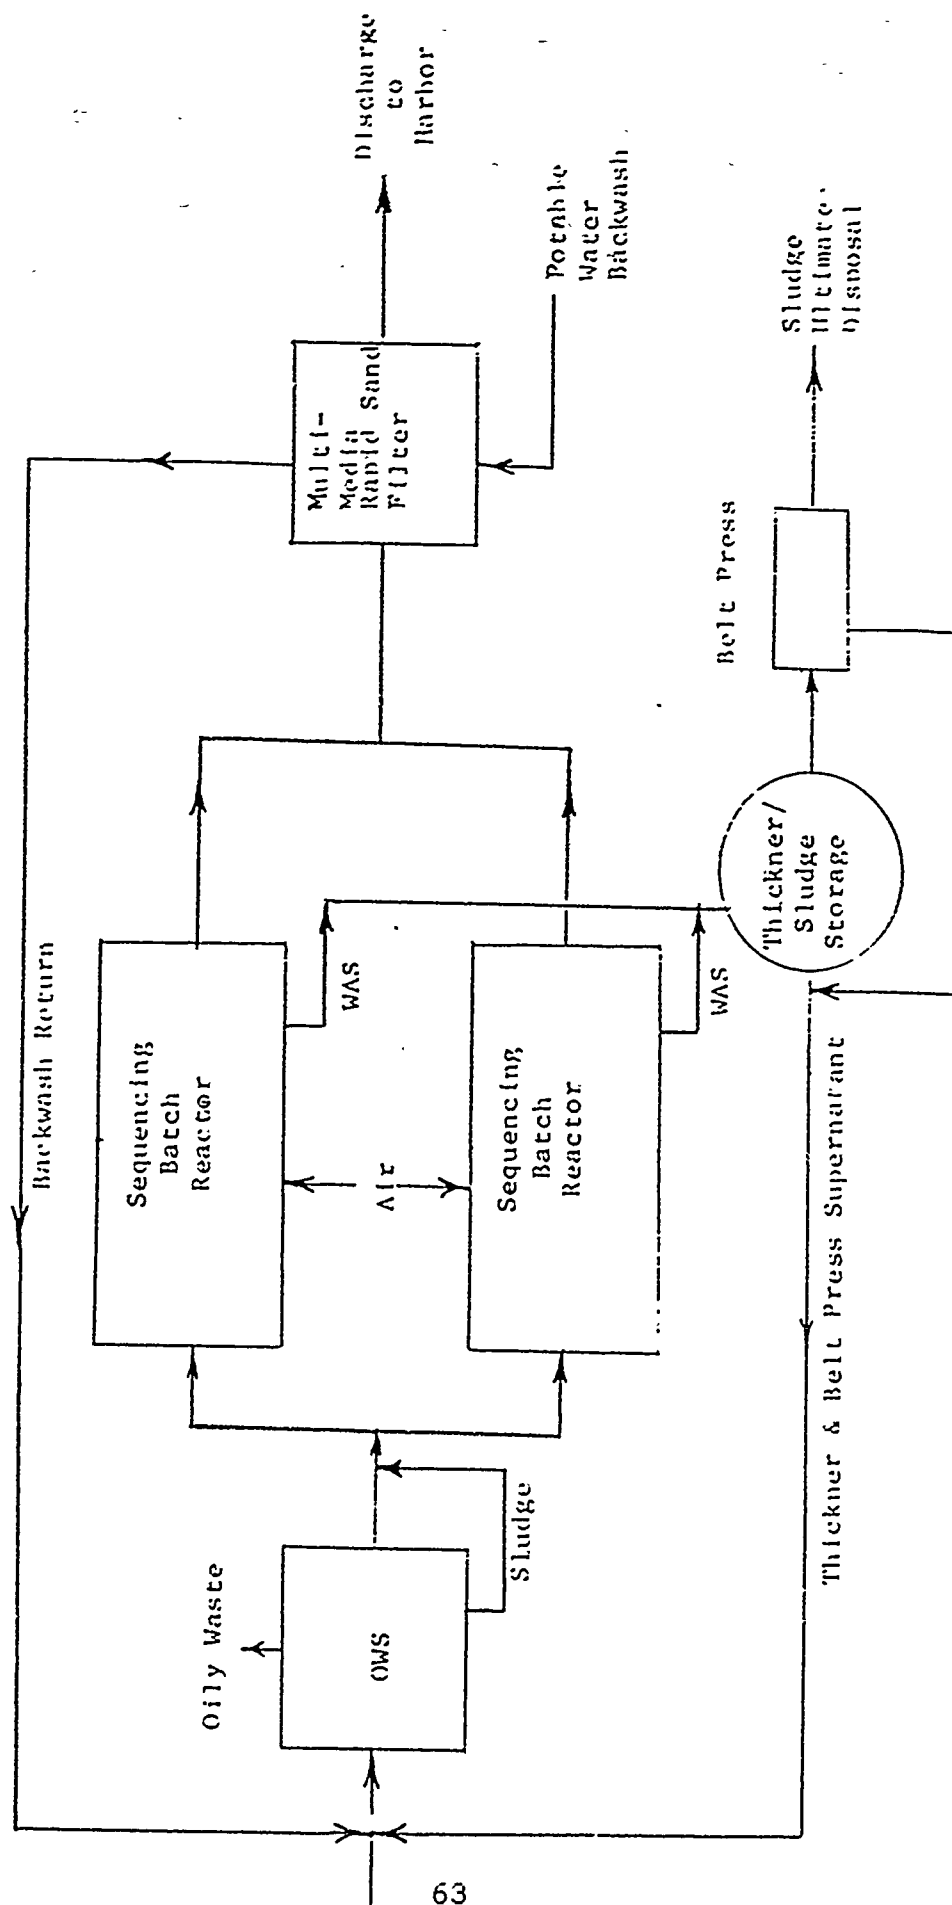 Backwash Return
Oily Waste
OWS
Sludge
Sequencing
Batch
Reactor
Air
Sequencing
Batch
Reactor
WAS
WAS
Multi-
Media
Rapid Sand
Filter
Discharge
to
Harbor
Potable
Water
Backwash
Thickner/
Sludge
Storage
Belt Press
Sludge
Ultimate
Disposal
Thickner & Belt Press Supernatant
63